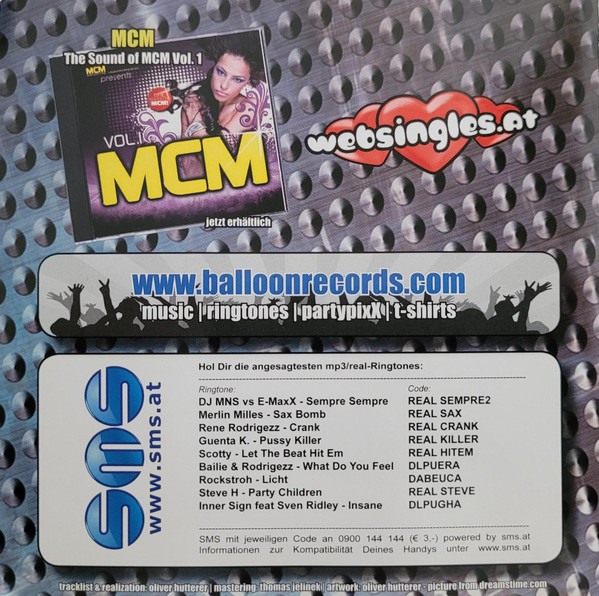 MCM
The Sound of MCM Vol. 1
MCM
presents
MCM!
VOL.1
MCM
jetzt erhältlich
websingles.at
www.balloonrecords.com
music | ringtones | partypixX | t-shirts
sms
www.sms.at
Hol Dir die angesagtesten mp3/real-Ringtones:
Ringtone: Code:
DJ MNS vs E-MaxX - Sempre Sempre REAL SEMPRE2
Merlin Milles - Sax Bomb REAL SAX
Rene Rodrigezz - Crank REAL CRANK
Guenta K. - Pussy Killer REAL KILLER
Scotty - Let The Beat Hit Em REAL HITEM
Bailie & Rodrigezz - What Do You Feel DLPUERA
Rockstroh - Licht DABEUCA
Steve H - Party Children REAL STEVE
Inner Sign feat Sven Ridley - Insane DLPUGHA
SMS mit jeweiligen Code an 0900 144 144 (€ 3,-) powered by sms.at
Informationen zur Kompatibilität Deines Handys unter www.sms.at
tracklist & realization: oliver hutterer | mastering: thomas jelinek | artwork: oliver hutterer - picture from dreamstime.com